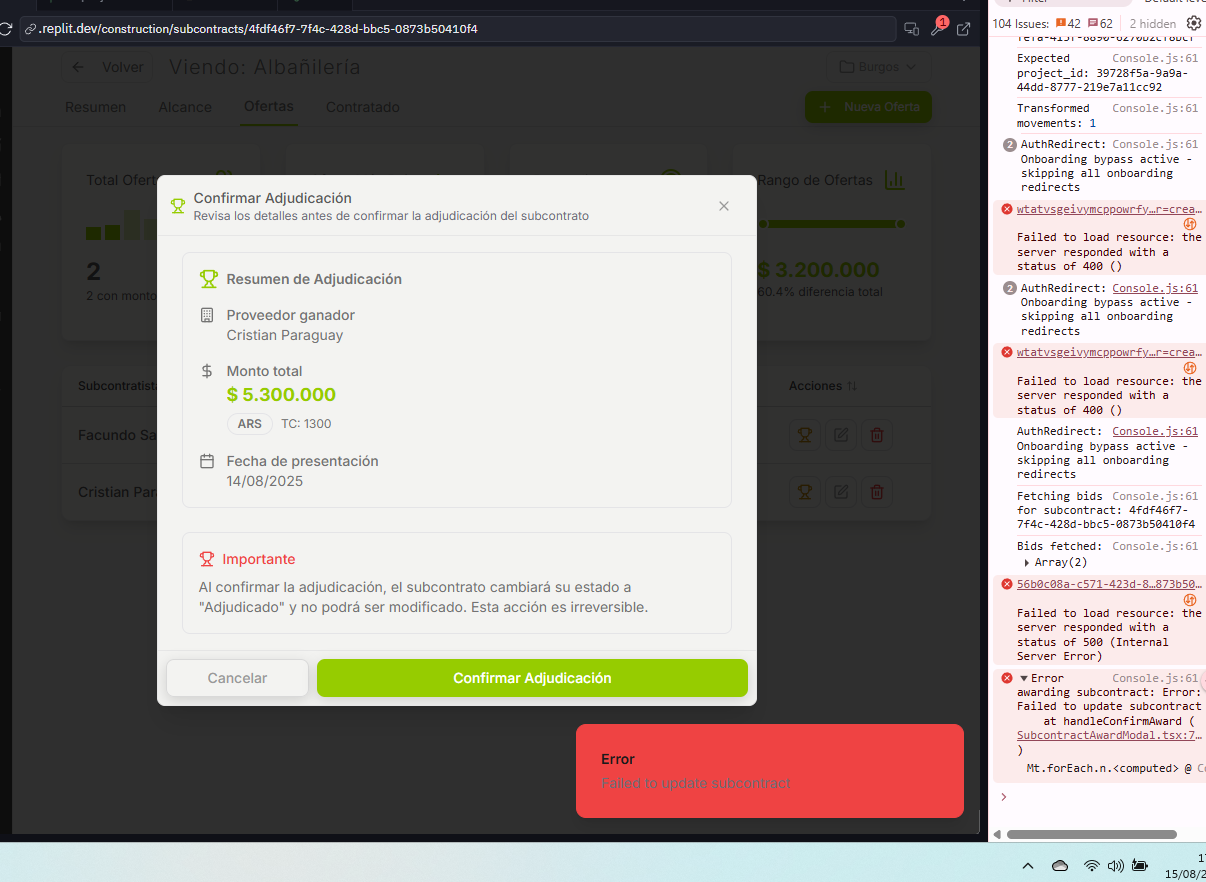 .replit.dev/construction/subcontracts/4fdf46f7-7f4c-428d-bbc5-0873b50410f4
1
Volver
Viendo: Albañilería
Burgos
Resumen
Alcance
Ofertas
Contratado
+ Nueva Oferta
Total Ofert
2
2 con monto
Rango de Ofertas
$ 3.200.000
60.4% diferencia total
Subcontratista
Acciones
Facundo Sa
Cristian Par
Confirmar Adjudicación
Revisa los detalles antes de confirmar la adjudicación del subcontrato
Resumen de Adjudicación
Proveedor ganador
Cristian Paraguay
Monto total
$ 5.300.000
ARS
TC: 1300
Fecha de presentación
14/08/2025
Importante
Al confirmar la adjudicación, el subcontrato cambiará su estado a
"Adjudicado" y no podrá ser modificado. Esta acción es irreversible.
Cancelar
Confirmar Adjudicación
Error
Failed to update subcontract
104 Issues: 42 62 2 hidden
Expected Console.js:61
project_id: 39728f5a-9a9a-
44dd-8777-219e7a11cc92
Transformed Console.js:61
movements: 1
2 AuthRedirect: Console.js:61
Onboarding bypass active -
skipping all onboarding
redirects
wtatvsgeivymcppowrfy…r=crea…
Failed to load resource: the
server responded with a
status of 400 ()
2 AuthRedirect: Console.js:61
Onboarding bypass active -
skipping all onboarding
redirects
wtatvsgeivymcppowrfy…r=crea…
Failed to load resource: the
server responded with a
status of 400 ()
AuthRedirect: Console.js:61
Onboarding bypass active -
skipping all onboarding
redirects
Fetching bids Console.js:61
for subcontract: 4fdf46f7-
7f4c-428d-bbc5-0873b50410f4
Bids fetched: Console.js:61
Array(2)
56b0c08a-c571-423d-8…873b50…
Failed to load resource: the
server responded with a
status of 500 (Internal
Server Error)
Error Console.js:61
awarding subcontract: Error:
Failed to update subcontract
at handleConfirmAward (
SubcontractAwardModal.tsx:7…
)
Mt.forEach.n.<computed> @ Co
15/08/2